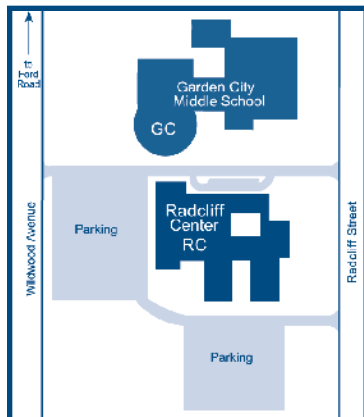 to
Ford
Road
Garden City
Middle School
GC
Radcliff
Center
RC
Parking
Wildwood Avenue
Radcliff Street
Parking